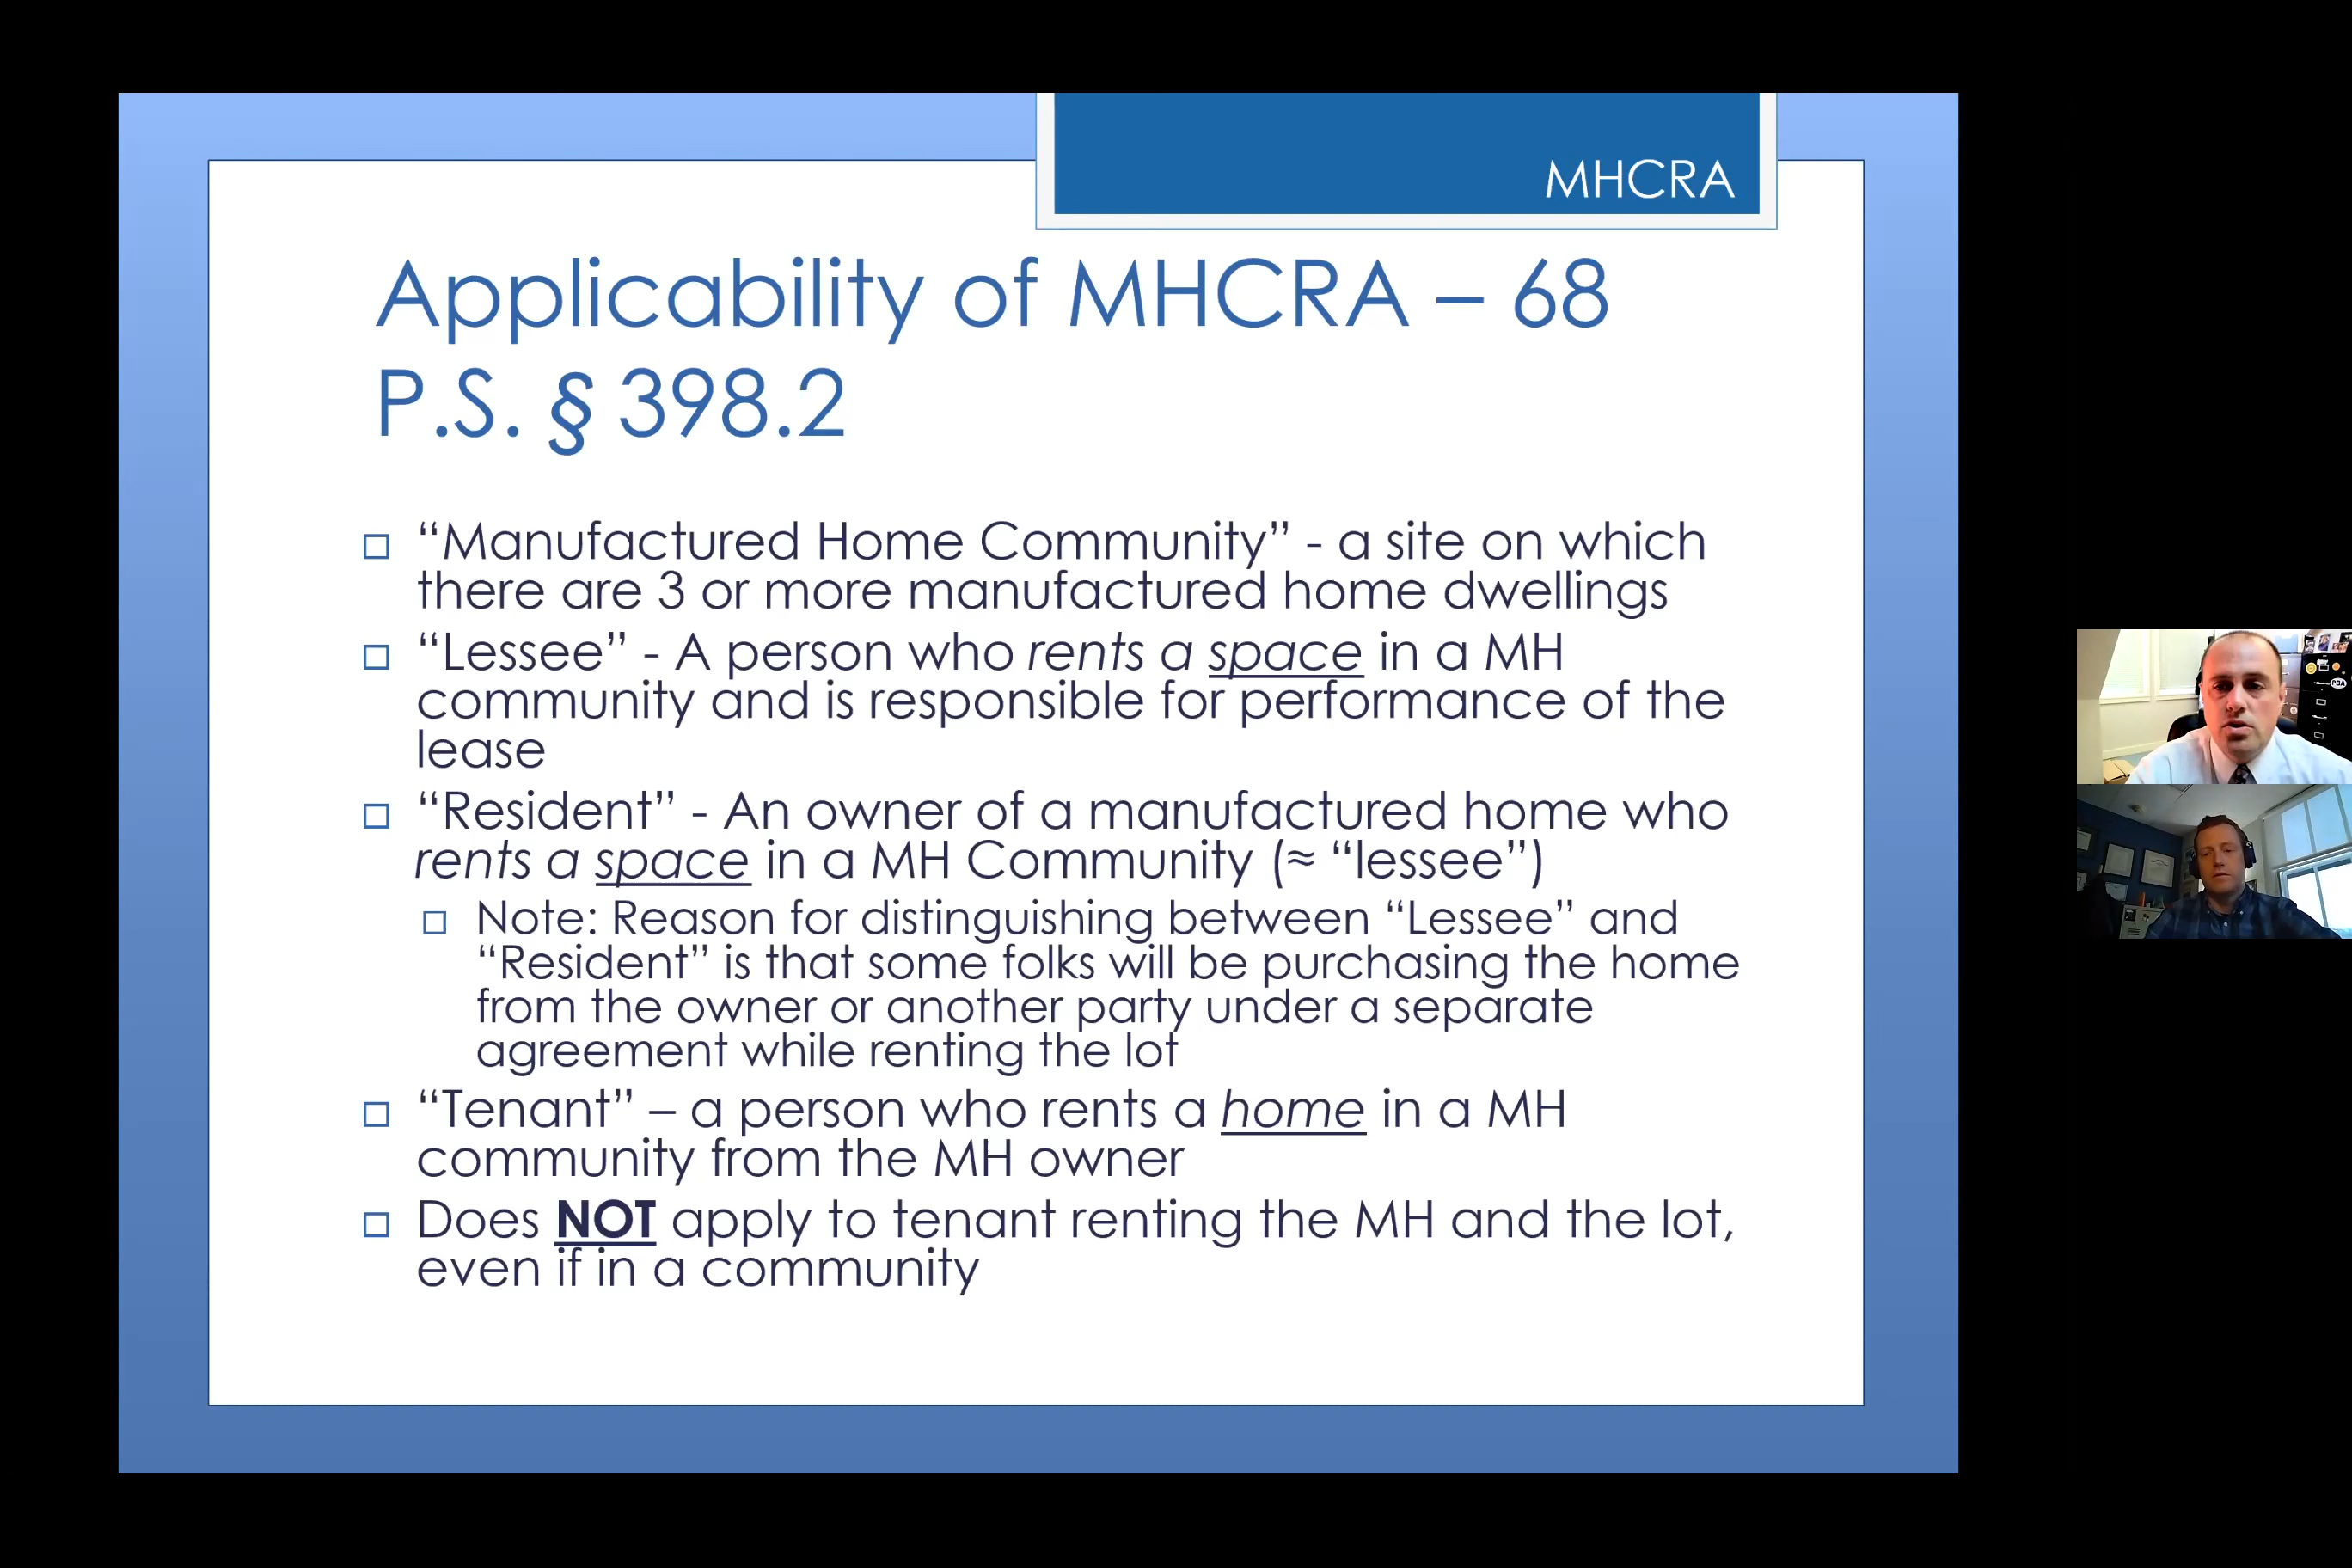 MHCRA
Applicability of MHCRA – 68
P.S. § 398.2
“Manufactured Home Community” - a site on which
there are 3 or more manufactured home dwellings
“Lessee” - A person who rents a space in a MH
community and is responsible for performance of the
lease
“Resident” - An owner of a manufactured home who
rents a space in a MH Community (≈ “lessee”)
Note: Reason for distinguishing between “Lessee” and
“Resident” is that some folks will be purchasing the home
from the owner or another party under a separate
agreement while renting the lot
“Tenant” – a person who rents a home in a MH
community from the MH owner
Does NOT apply to tenant renting the MH and the lot,
even if in a community
PBA